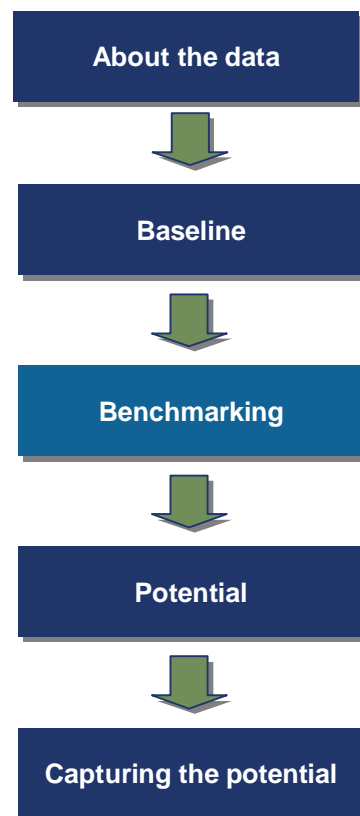 About the data
Baseline
Benchmarking
Potential
Capturing the potential